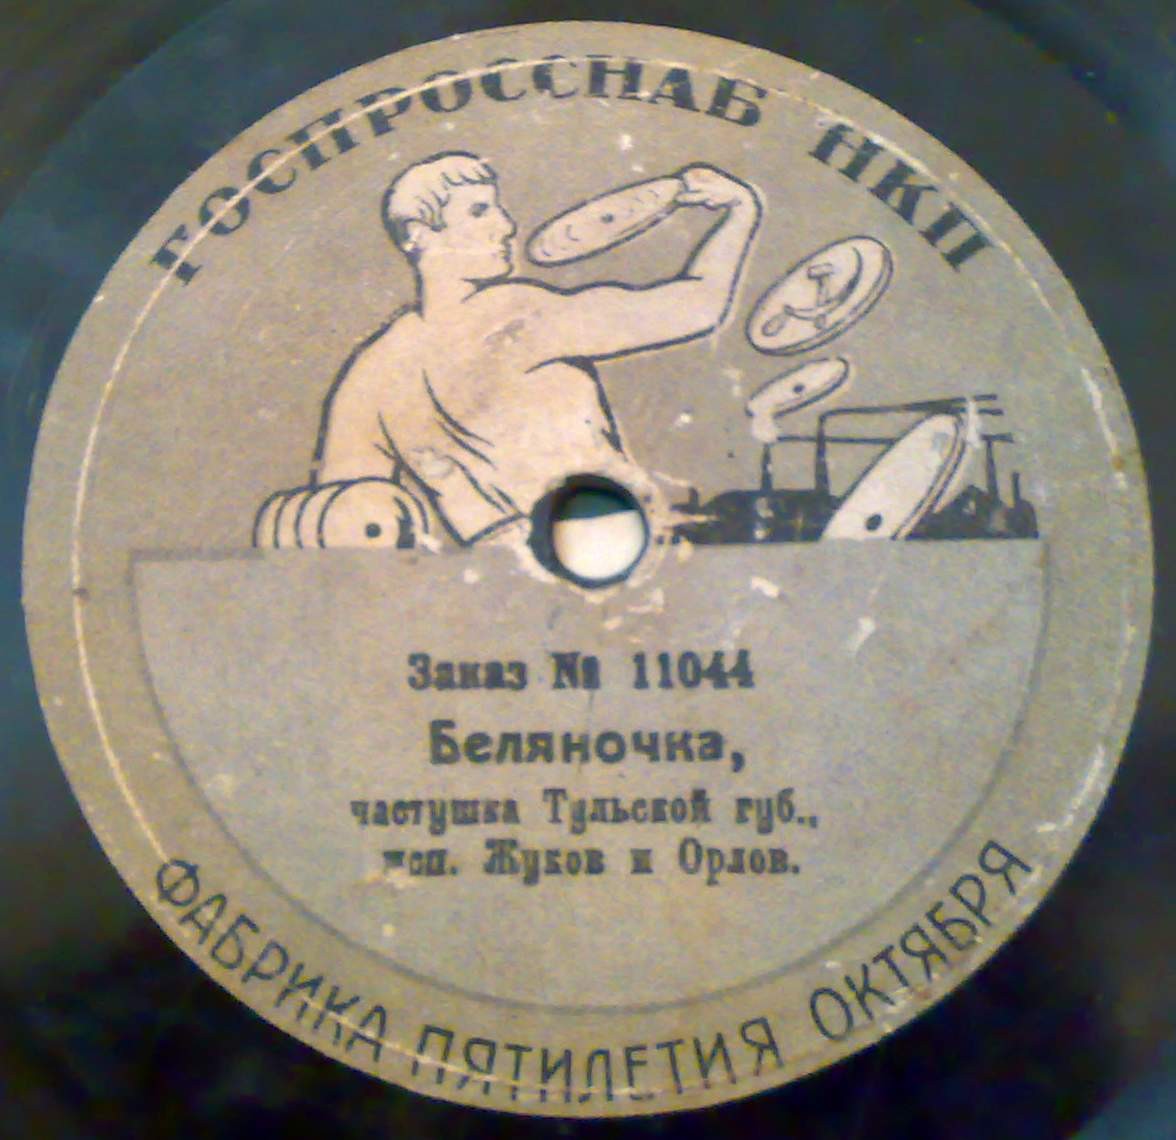 ГОСПРОССНАБ НКП
Заказ № 11044
Беляночка,
частушка Тульской губ.,
исп. Жуков и Орлов.
ФАБРИКА ПЯТИЛЕТИЯ ОКТЯБРЯ